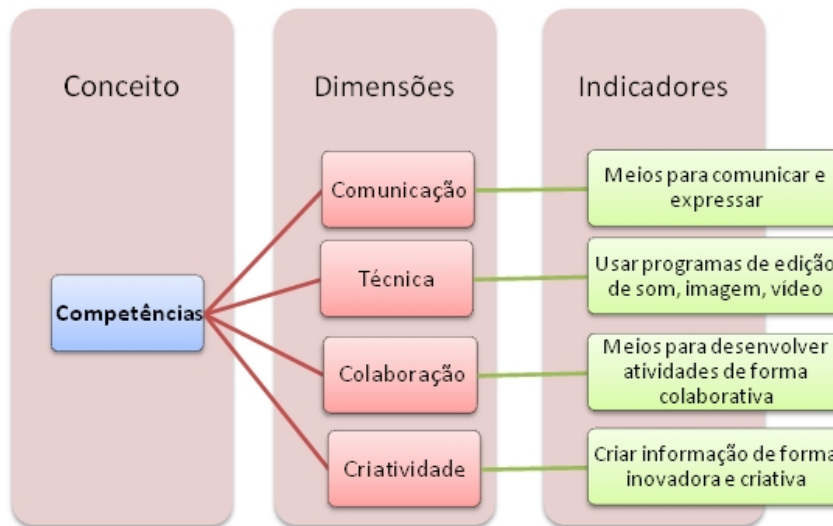 Conceito
Dimensões
Indicadores
Competências
Comunicação
Meios para comunicar e
expressar
Técnica
Usar programas de edição
de som, imagem, vídeo
Colaboração
Meios para desenvolver
atividades de forma
colaborativa
Criatividade
Criar informação de forma
inovadora e criativa